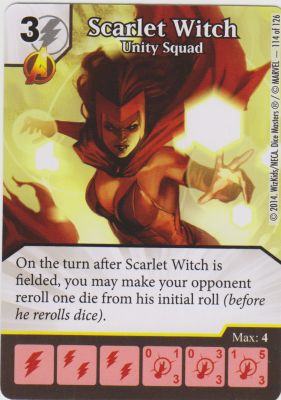 3
Scarlet Witch
Unity Squad
© 2014, WizKids/NECA. Dice Masters ® / © MARVEL — 114 of 126
On the turn after Scarlet Witch is
fielded, you may make your opponent
reroll one die from his initial roll (before
he rerolls dice).
Max: 4
0 1 3
0 3 3
1 5 3